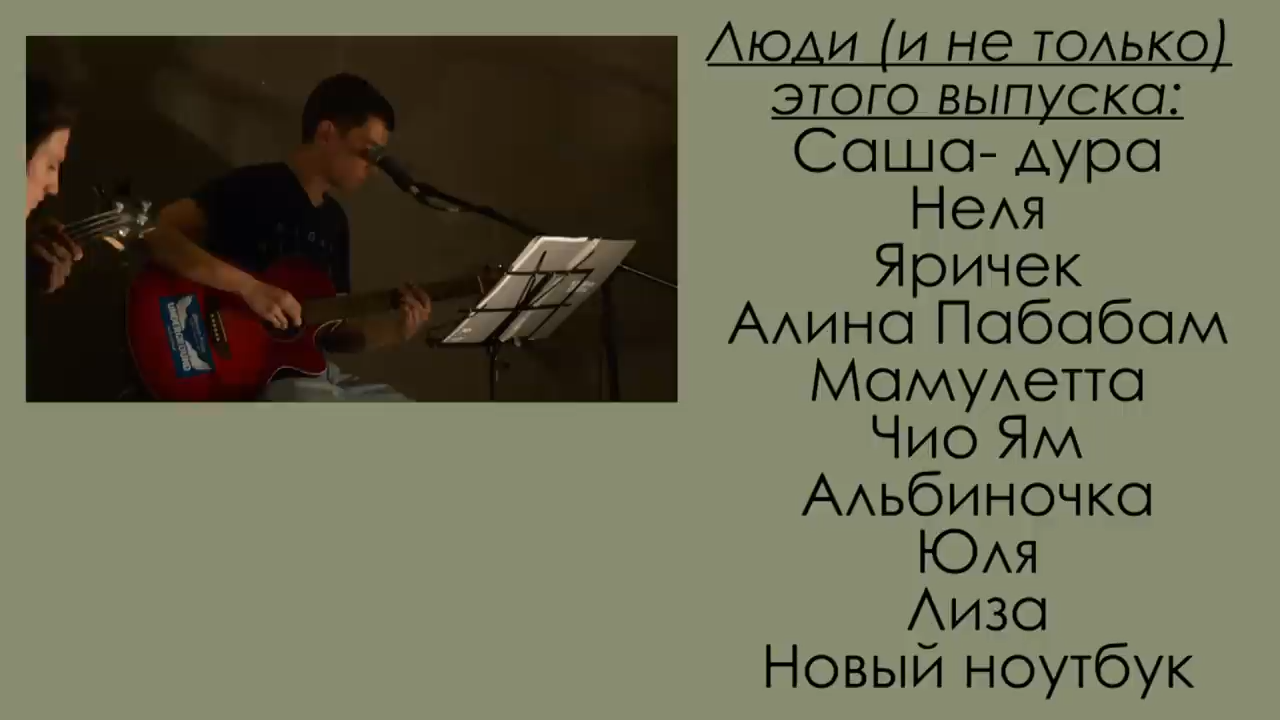 Люди (и не только)
этого выпуска:
Саша- дура
Неля
Яричек
Алина Пабабам
Мамулетта
Чио Ям
Альбиночка
Юля
Лиза
Новый ноутбук